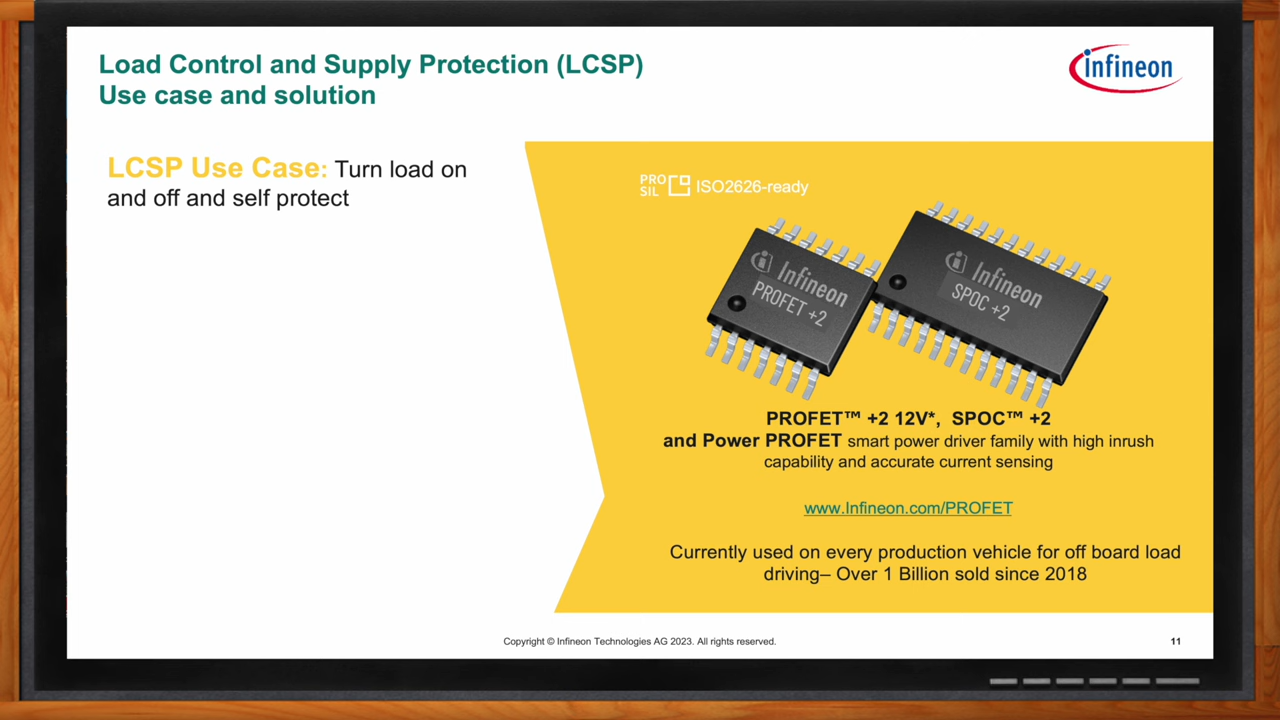 Load Control and Supply Protection (LCSP)
Use case and solution
infineon
LCSP Use Case: Turn load on
and off and self protect
PRO
SIL
ISO2626-ready
Infineon
PROFET +2
Infineon
SPOC +2
PROFET™ +2 12V*, SPOC™ +2
and Power PROFET smart power driver family with high inrush
capability and accurate current sensing
www.Infineon.com/PROFET
Currently used on every production vehicle for off board load
driving– Over 1 Billion sold since 2018
Copyright © Infineon Technologies AG 2023. All rights reserved.
11